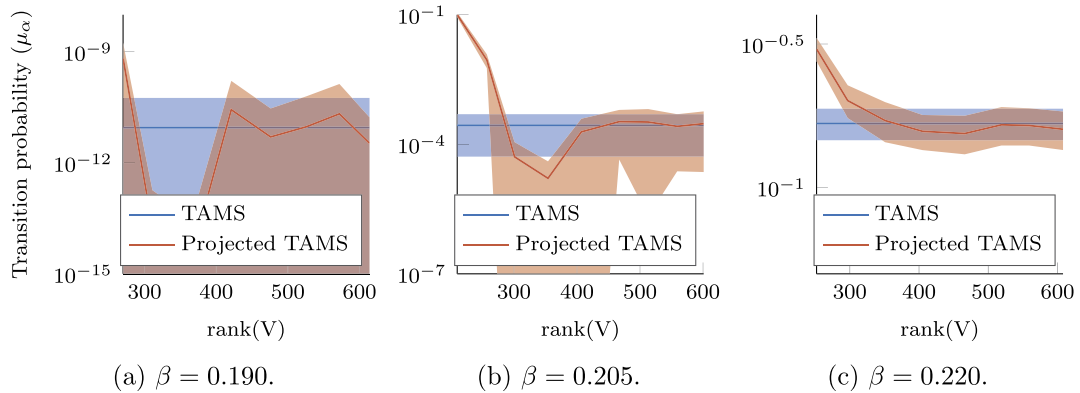 Transition probability (μα)
10−9
10−12
10−15
300 400 500 600
rank(V)
TAMS
Projected TAMS
(a) β = 0.190.
10−1
10−4
10−7
300 400 500 600
rank(V)
TAMS
Projected TAMS
(b) β = 0.205.
10−0.5
10−1
300 400 500 600
rank(V)
TAMS
Projected TAMS
(c) β = 0.220.